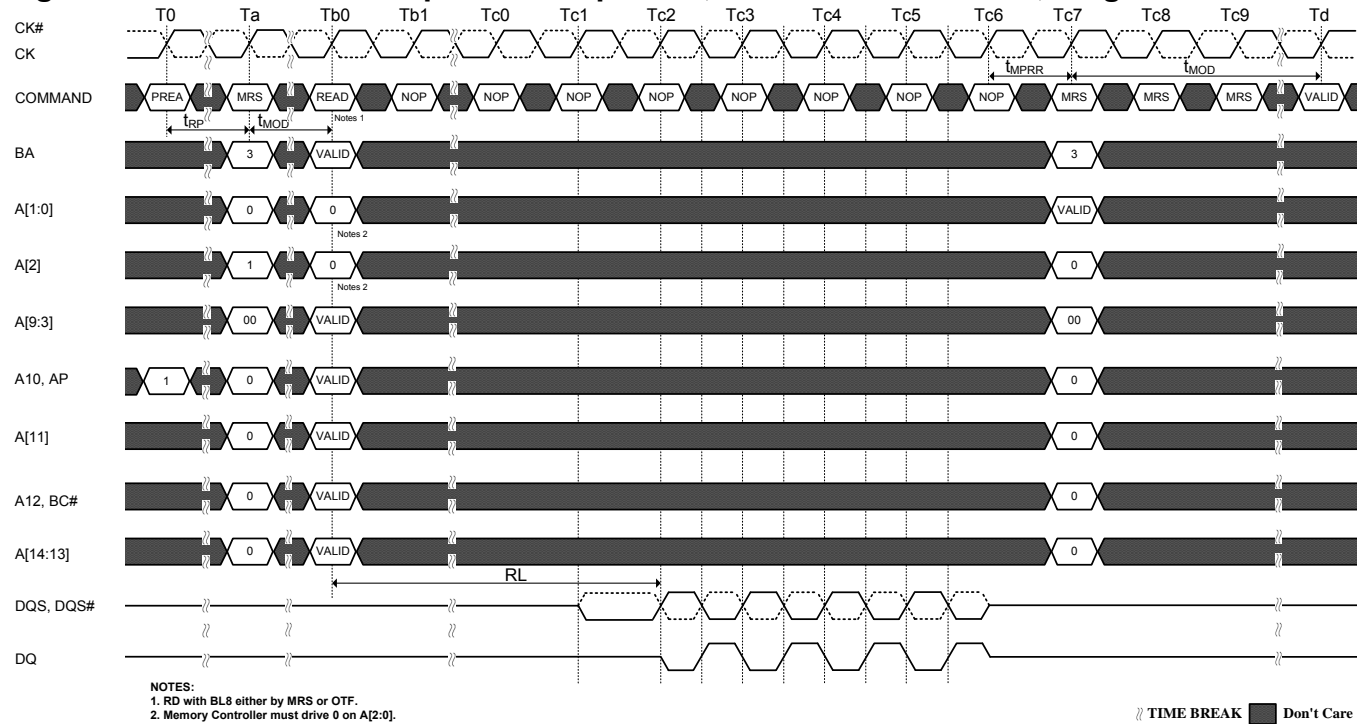 T0 Ta Tb0 Tb1 Tc0 Tc1 Tc2 Tc3 Tc4 Tc5 Tc6 Tc7 Tc8 Tc9 Td
CK#
CK
tMPRR tMOD
COMMAND PREA MRS READ NOP NOP NOP NOP NOP NOP NOP NOP MRS MRS MRS VALID
Notes 1
tRP tMOD
BA 3 VALID 3
A[1:0] 0 0 VALID
Notes 2
A[2] 1 0 0
Notes 2
A[9:3] 00 VALID 00
A10, AP 1 0 VALID 0
A[11] 0 VALID 0
A12, BC# 0 VALID 0
A[14:13] 0 VALID 0
RL
DQS, DQS#
DQ
NOTES:
1. RD with BL8 either by MRS or OTF.
2. Memory Controller must drive 0 on A[2:0].
TIME BREAK Don't Care